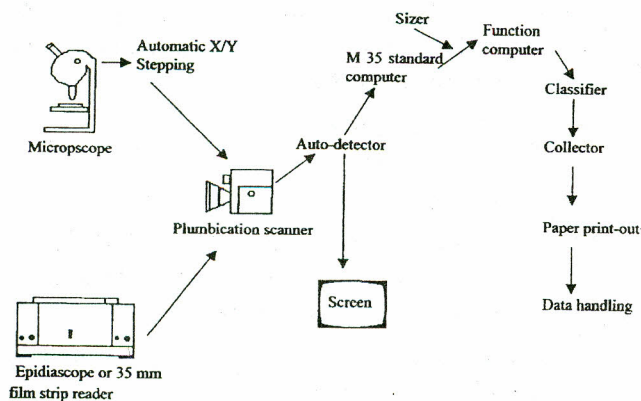 Sizer
Function
computer
Automatic X/Y
Stepping
M 35 standard
computer
Classifier
Micropscope
Auto-detector
Collector
Plumbication scanner
Paper print-out
Screen
Data handling
Epidiascope or 35 mm
film strip reader